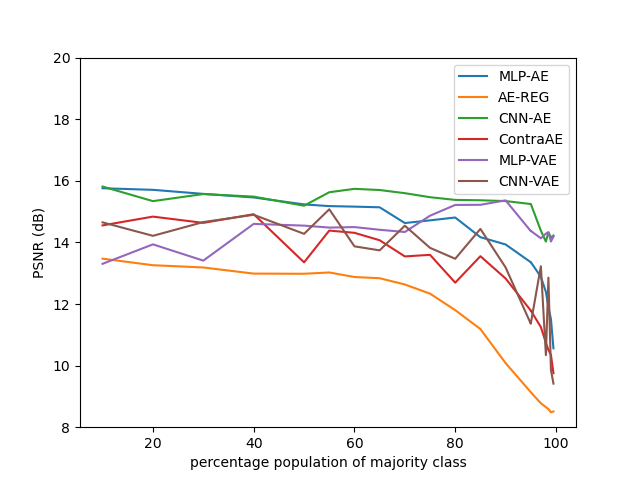 20
18
16
14
12
10
8
PSNR (dB)
MLP-AE
AE-REG
CNN-AE
ContraAE
MLP-VAE
CNN-VAE
20 40 60 80 100
percentage population of majority class